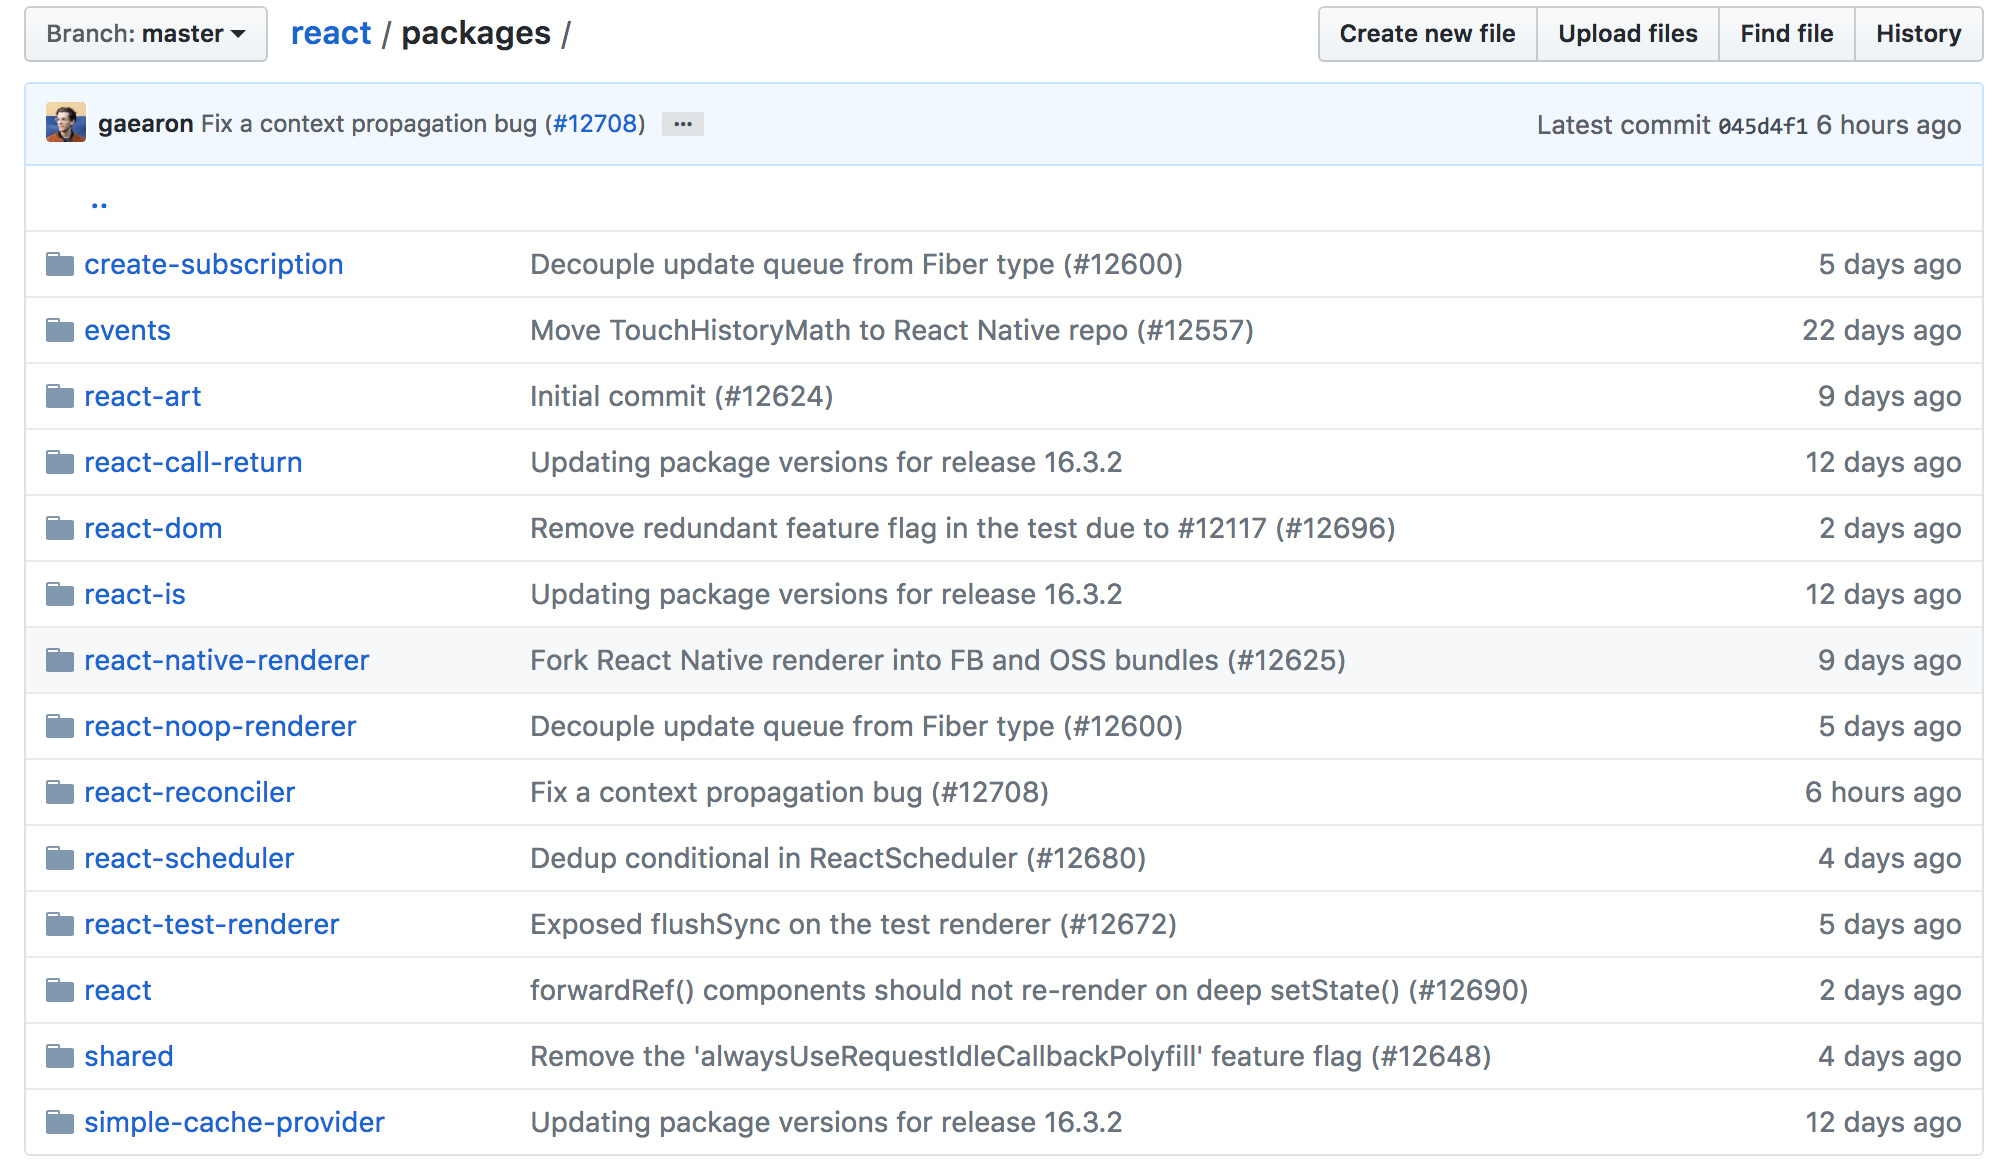 Branch: master react / packages / Create new file Upload files Find file History
gaearon Fix a context propagation bug (#12708) ... Latest commit 045d4f1 6 hours ago
..
create-subscription Decouple update queue from Fiber type (#12600) 5 days ago
events Move TouchHistoryMath to React Native repo (#12557) 22 days ago
react-art Initial commit (#12624) 9 days ago
react-call-return Updating package versions for release 16.3.2 12 days ago
react-dom Remove redundant feature flag in the test due to #12117 (#12696) 2 days ago
react-is Updating package versions for release 16.3.2 12 days ago
react-native-renderer Fork React Native renderer into FB and OSS bundles (#12625) 9 days ago
react-noop-renderer Decouple update queue from Fiber type (#12600) 5 days ago
react-reconciler Fix a context propagation bug (#12708) 6 hours ago
react-scheduler Dedup conditional in ReactScheduler (#12680) 4 days ago
react-test-renderer Exposed flushSync on the test renderer (#12672) 5 days ago
react forwardRef() components should not re-render on deep setState() (#12690) 2 days ago
shared Remove the 'alwaysUseRequestIdleCallbackPolyfill' feature flag (#12648) 4 days ago
simple-cache-provider Updating package versions for release 16.3.2 12 days ago